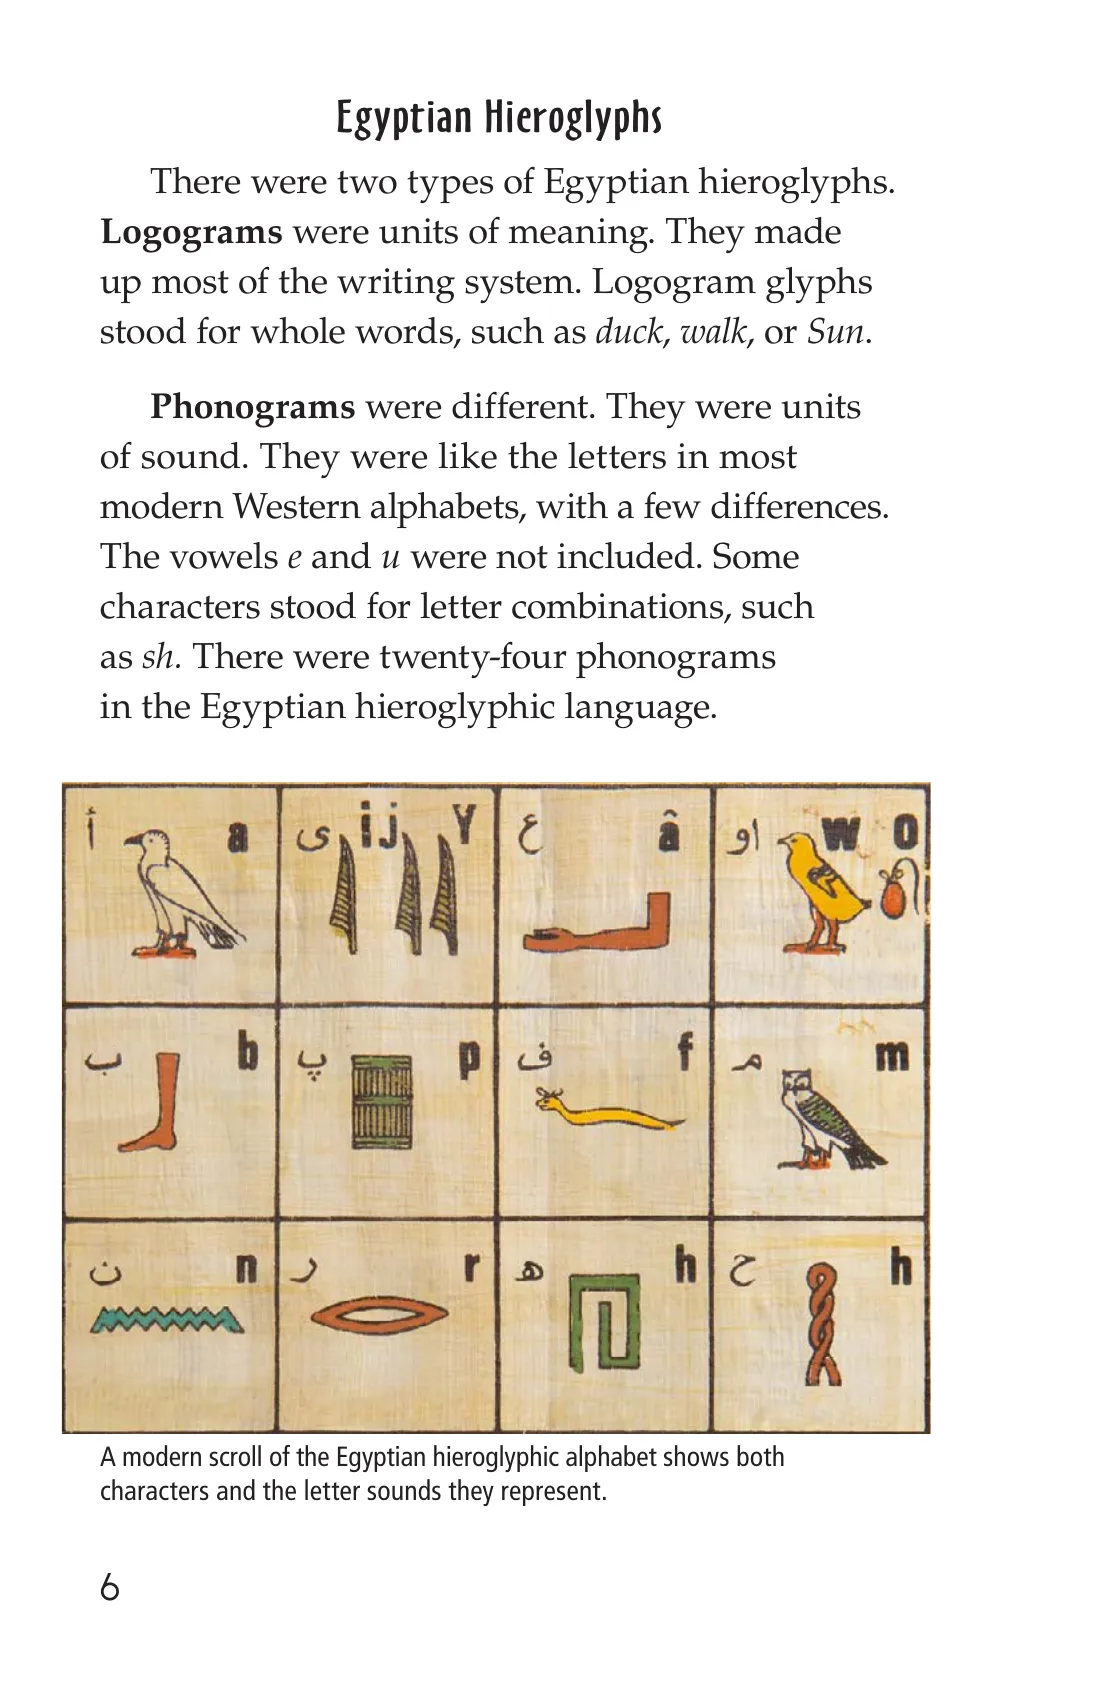 Egyptian Hieroglyphs
There were two types of Egyptian hieroglyphs.
Logograms were units of meaning. They made
up most of the writing system. Logogram glyphs
stood for whole words, such as duck, walk, or Sun.
Phonograms were different. They were units
of sound. They were like the letters in most
modern Western alphabets, with a few differences.
The vowels e and u were not included. Some
characters stood for letter combinations, such
as sh. There were twenty-four phonograms
in the Egyptian hieroglyphic language.
أ a ى i j y ع â او w o
ب b پ p ف f م m
ن n ر r ه h ح h
A modern scroll of the Egyptian hieroglyphic alphabet shows both
characters and the letter sounds they represent.
6